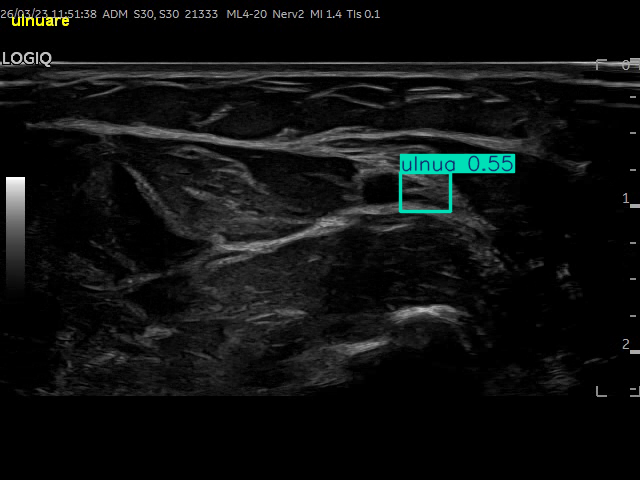 26/03/23 11:51:38 ADM S30, S30 21333 ML4-20 Nerv2 MI 1.4 TIs 0.1
ulnuare
LOGIQ
0
ulnua 0.55
1
2